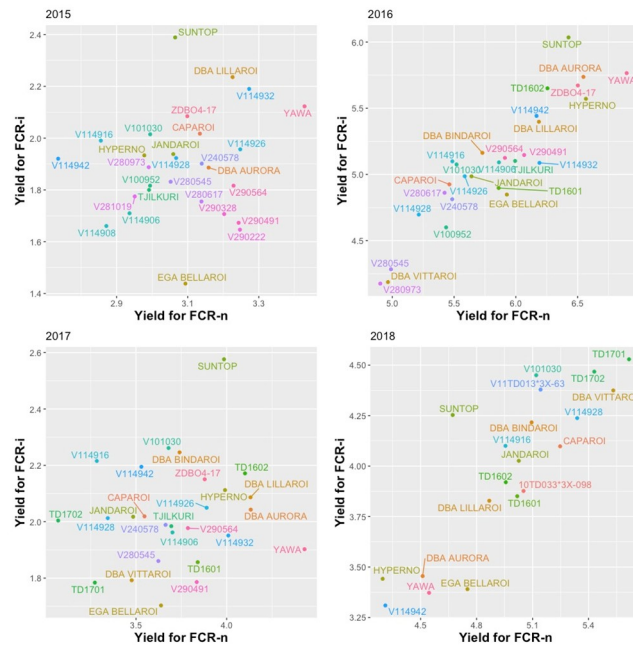 2015
2.4
2.2
2.0
1.8
1.6
1.4
Yield for FCR-i
SUNTOP
DBA LILLAROI
V114932
ZDBO4-17
YAWA
V101030
CAPAROI
V114916
JANDAROI
V114926
HYPERNO
V114942
V280973
V114928
V240578
DBA AURORA
V100952
V280545
V290564
V281019
TJILKURI
V280617
V114906
V290328
V290491
V114908
V290222
EGA BELLAROI
2.9
3.1
3.3
Yield for FCR-n
2016
6.0
5.5
5.0
4.5
Yield for FCR-i
SUNTOP
DBA AURORA
YAWA
TD1602
ZDBO4-17
HYPERNO
V114942
DBA LILLAROI
DBA BINDAROI
V290564
V290491
V114916
V101030
V114906
TJILKURI
V114932
CAPAROI
JANDAROI
V280617
V114926
TD1601
V114928
V240578
EGA BELLAROI
V100952
V280545
DBA VITTAROI
V280973
5.0
5.5
6.0
6.5
Yield for FCR-n
2017
2.6
2.4
2.2
2.0
1.8
Yield for FCR-i
SUNTOP
V101030
V114916
DBA BINDAROI
V114942
TD1602
ZDBO4-17
DBA LILLAROI
CAPAROI
HYPERNO
JANDAROI
V114926
TD1702
TJILKURI
DBA AURORA
V114928
V240578
V290564
V114906
V114932
V280545
YAWA
DBA VITTAROI
TD1601
TD1701
V290491
EGA BELLAROI
3.5
4.0
Yield for FCR-n
2018
4.50
4.25
4.00
3.75
3.50
3.25
Yield for FCR-i
TD1701
V101030
TD1702
V11TD013*3X-63
DBA VITTAROI
SUNTOP
V114928
DBA BINDAROI
V114916
CAPAROI
JANDAROI
TD1602
10TD033*3X-098
DBA LILLAROI
TD1601
DBA AURORA
HYPERNO
YAWA
EGA BELLAROI
V114942
4.5
4.8
5.1
5.4
Yield for FCR-n